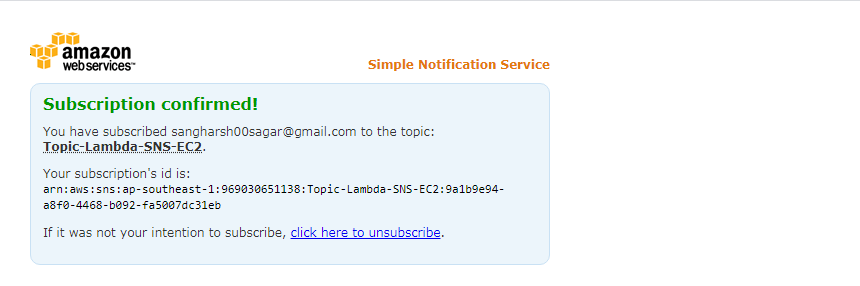 amazon
webservices™
Simple Notification Service
Subscription confirmed!
You have subscribed sangharsh00sagar@gmail.com to the topic:
Topic-Lambda-SNS-EC2.
Your subscription's id is:
arn:aws:sns:ap-southeast-1:969030651138:Topic-Lambda-SNS-EC2:9a1b9e94-
a8f0-4468-b092-fa5007dc31eb
If it was not your intention to subscribe, click here to unsubscribe.